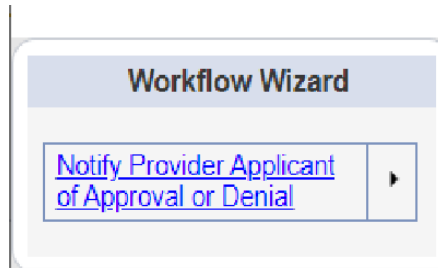 Workflow Wizard
Notify Provider Applicant
of Approval or Denial